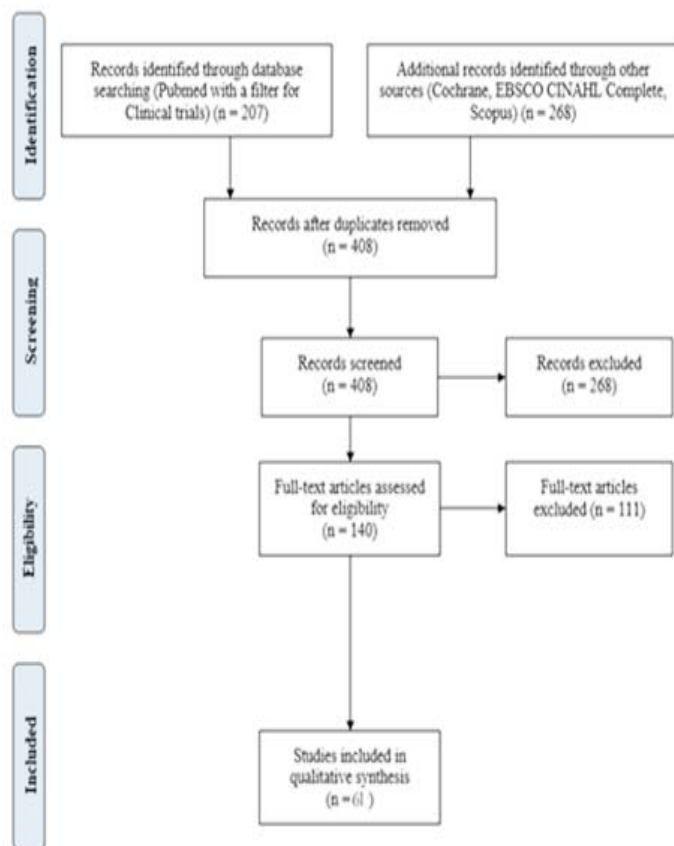 Identification
Records identified through database
searching (Pubmed with a filter for
Clinical trials) (n = 207)
Additional records identified through other
sources (Cochrane, EBSCO CINAHL Complete,
Scopus) (n = 268)
Records after duplicates removed
(n = 408)
Screening
Records screened
(n = 408)
Records excluded
(n = 268)
Eligibility
Full-text articles assessed
for eligibility
(n = 140)
Full-text articles
excluded (n = 111)
Included
Studies included in
qualitative synthesis
(n =